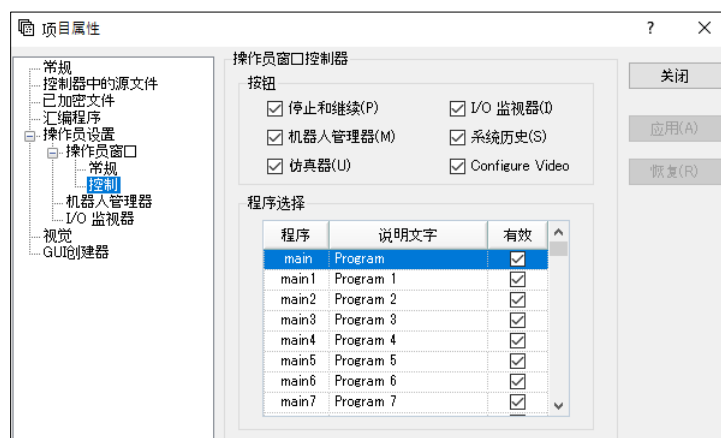 项目属性
?
常规
控制器中的源文件
已加密文件
汇编程序
操作员设置
操作员窗口
常规
控制
机器人管理器
I/O 监视器
视觉
GUI创建器
操作员窗口控制器
按钮
停止和继续(P)
I/O 监视器(I)
机器人管理器(M)
系统历史(S)
仿真器(U)
Configure Video
程序选择
程序 说明文字 有效
main Program
main1 Program 1
main2 Program 2
main3 Program 3
main4 Program 4
main5 Program 5
main6 Program 6
main7 Program 7
关闭
应用(A)
恢复(R)